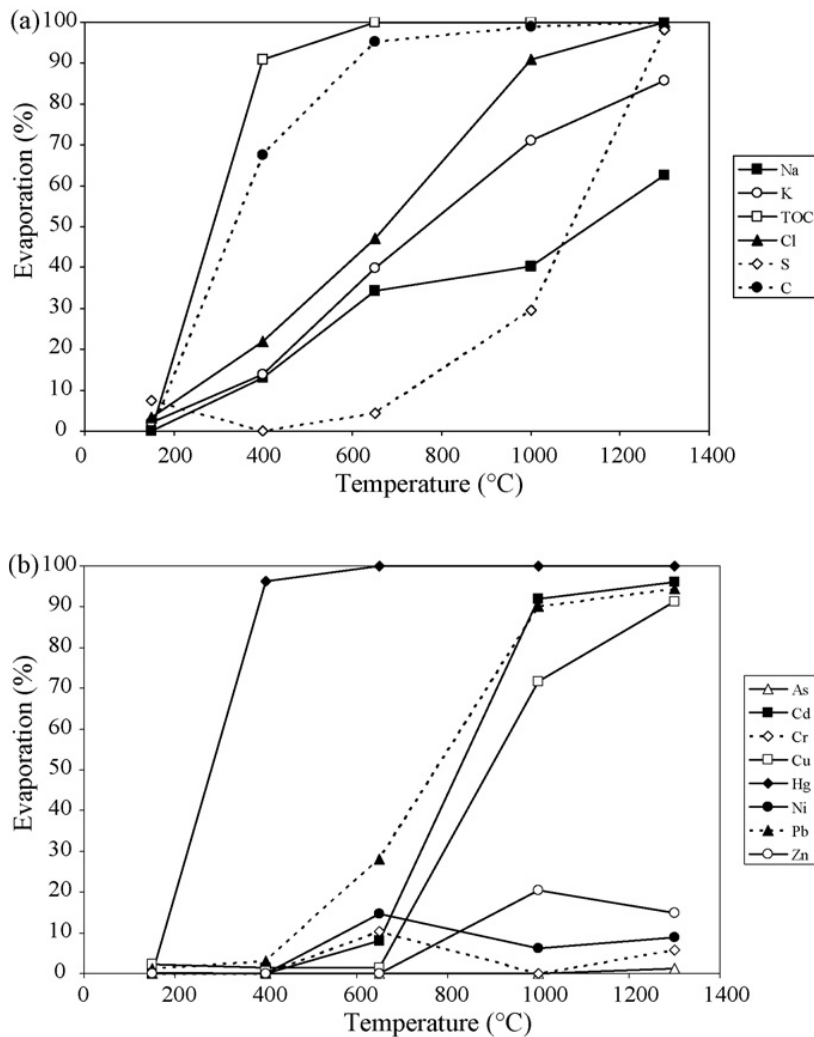 (a)
100
90
80
70
60
50
40
30
20
10
0
Evaporation (%)
0 200 400 600 800 1000 1200 1400
Temperature (°C)
Na
K
TOC
Cl
S
C
(b)
100
90
80
70
60
50
40
30
20
10
0
Evaporation (%)
0 200 400 600 800 1000 1200 1400
Temperature (°C)
As
Cd
Cr
Cu
Hg
Ni
Pb
Zn